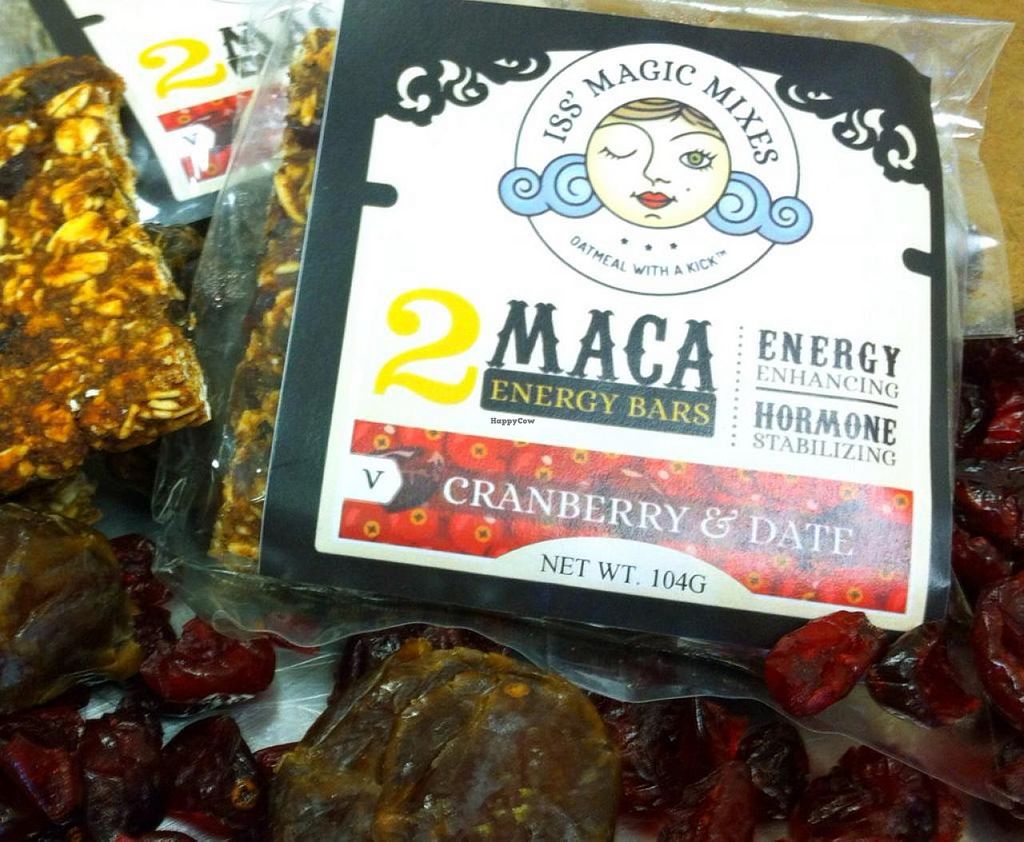 ISS' MAGIC MIXES
OATMEAL WITH A KICK™
2 MACA
ENERGY BARS
ENERGY
ENHANCING
HORMONE
STABILIZING
HappyCow
V
CRANBERRY & DATE
NET WT. 104G
2
V